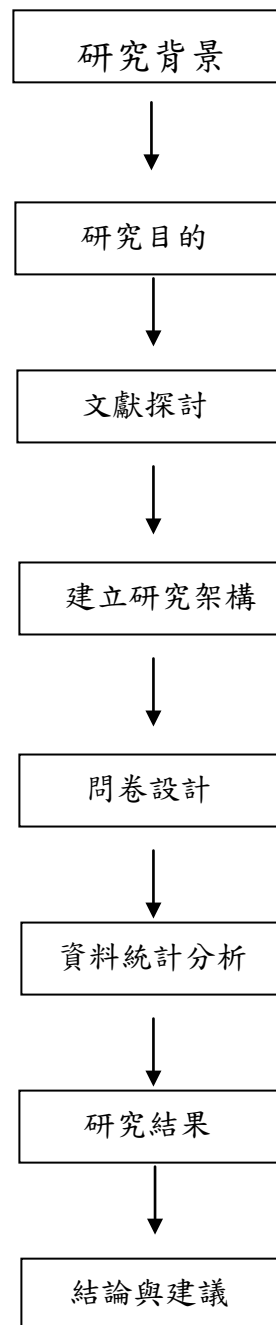 研究背景
研究目的
文獻探討
建立研究架構
問卷設計
資料統計分析
研究結果
結論與建議